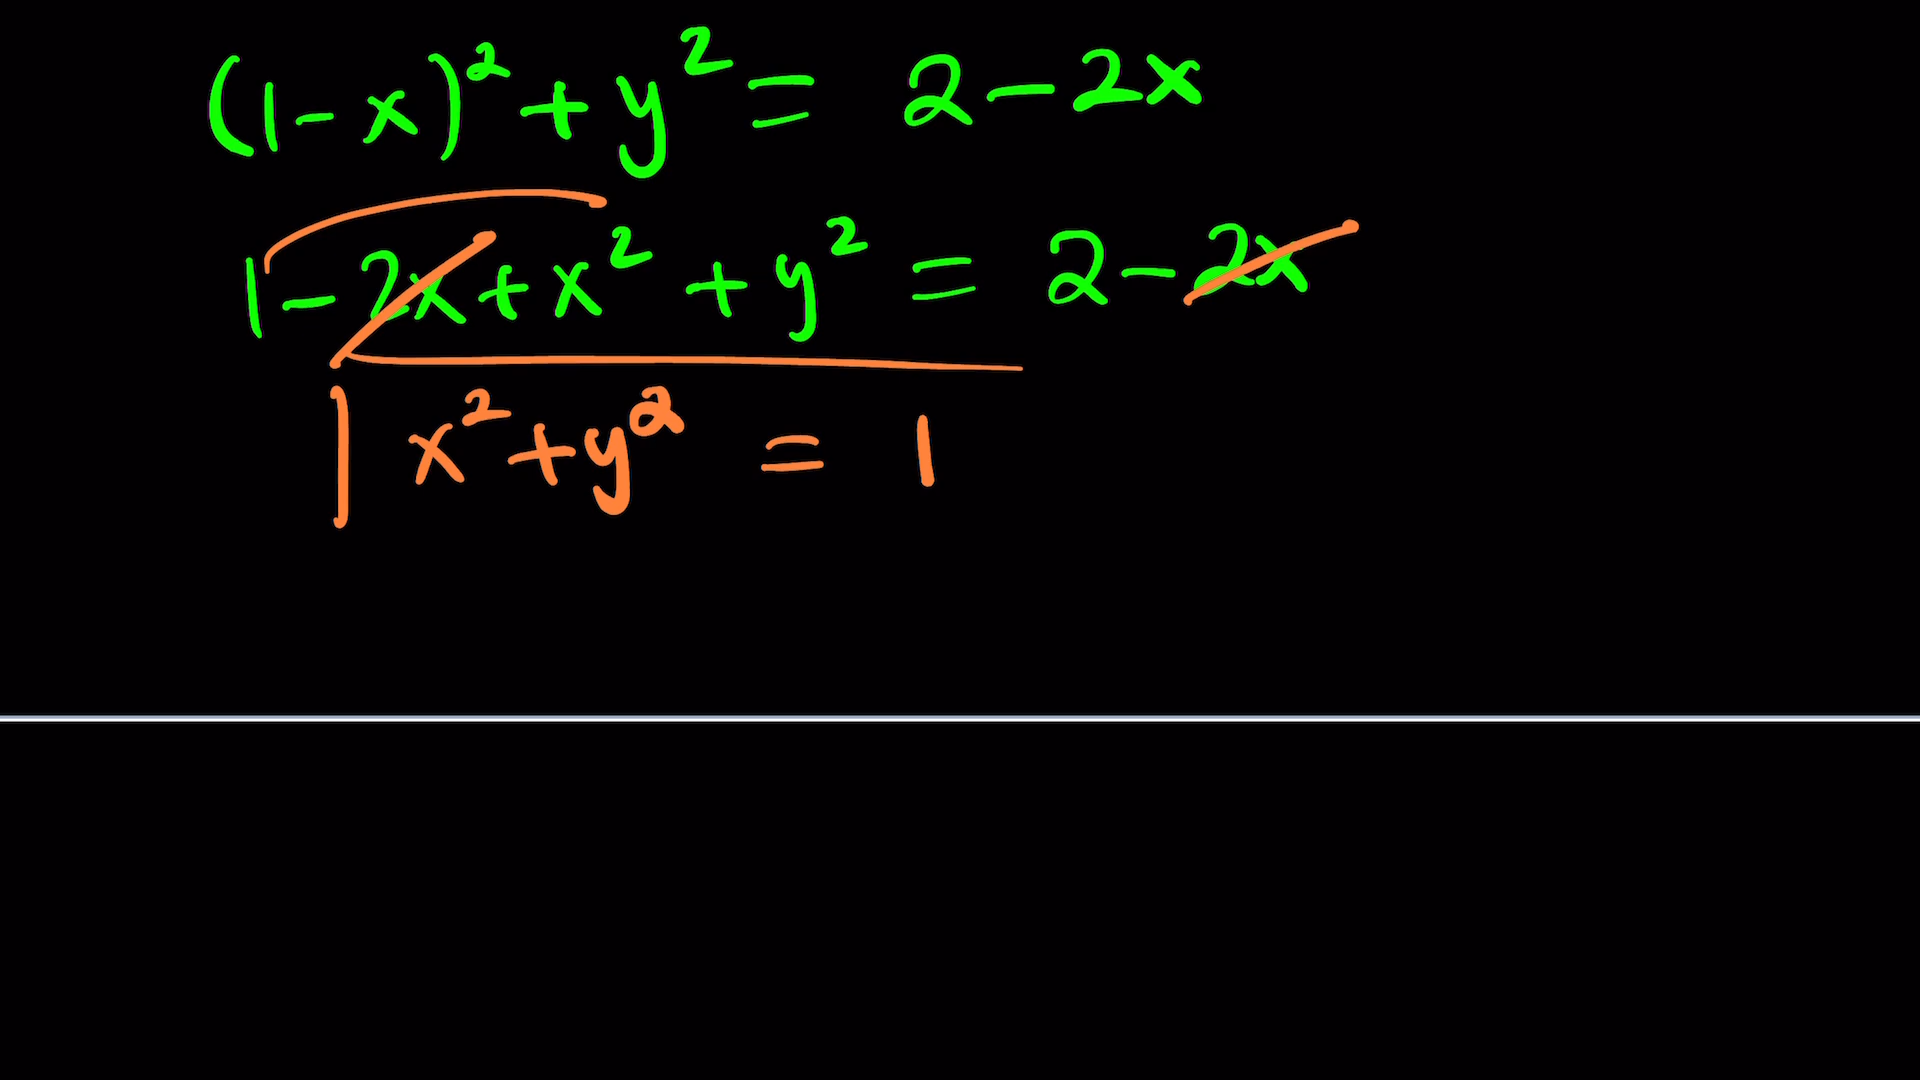 (1-x)² + y² = 2 - 2x
1 - 2x + x² + y² = 2 - 2x
x² + y² = 1